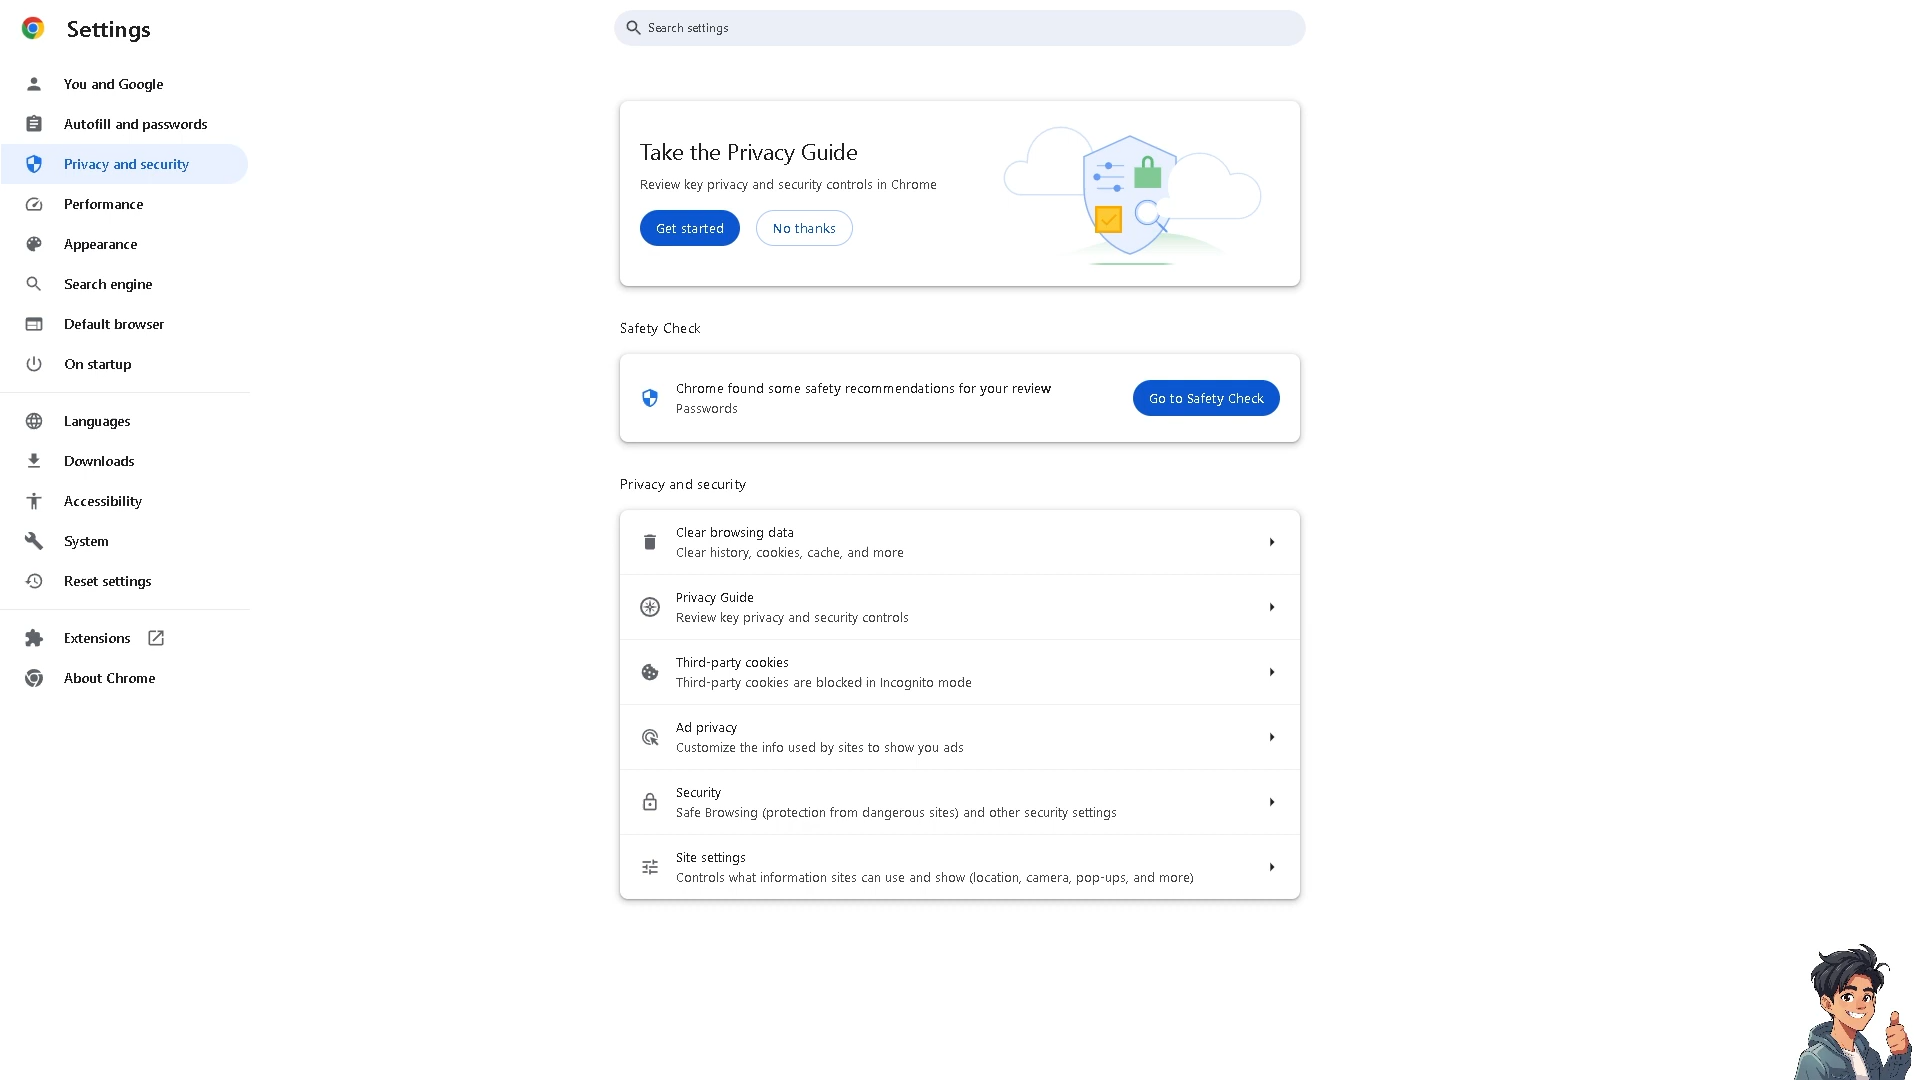 Settings
Search settings
You and Google
Autofill and passwords
Privacy and security
Performance
Appearance
Search engine
Default browser
On startup
Languages
Downloads
Accessibility
System
Reset settings
Extensions
About Chrome
Take the Privacy Guide
Review key privacy and security controls in Chrome
Get started
No thanks
Safety Check
Chrome found some safety recommendations for your review
Passwords
Go to Safety Check
Privacy and security
Clear browsing data
Clear history, cookies, cache, and more
Privacy Guide
Review key privacy and security controls
Third-party cookies
Third-party cookies are blocked in Incognito mode
Ad privacy
Customize the info used by sites to show you ads
Security
Safe Browsing (protection from dangerous sites) and other security settings
Site settings
Controls what information sites can use and show (location, camera, pop-ups, and more)